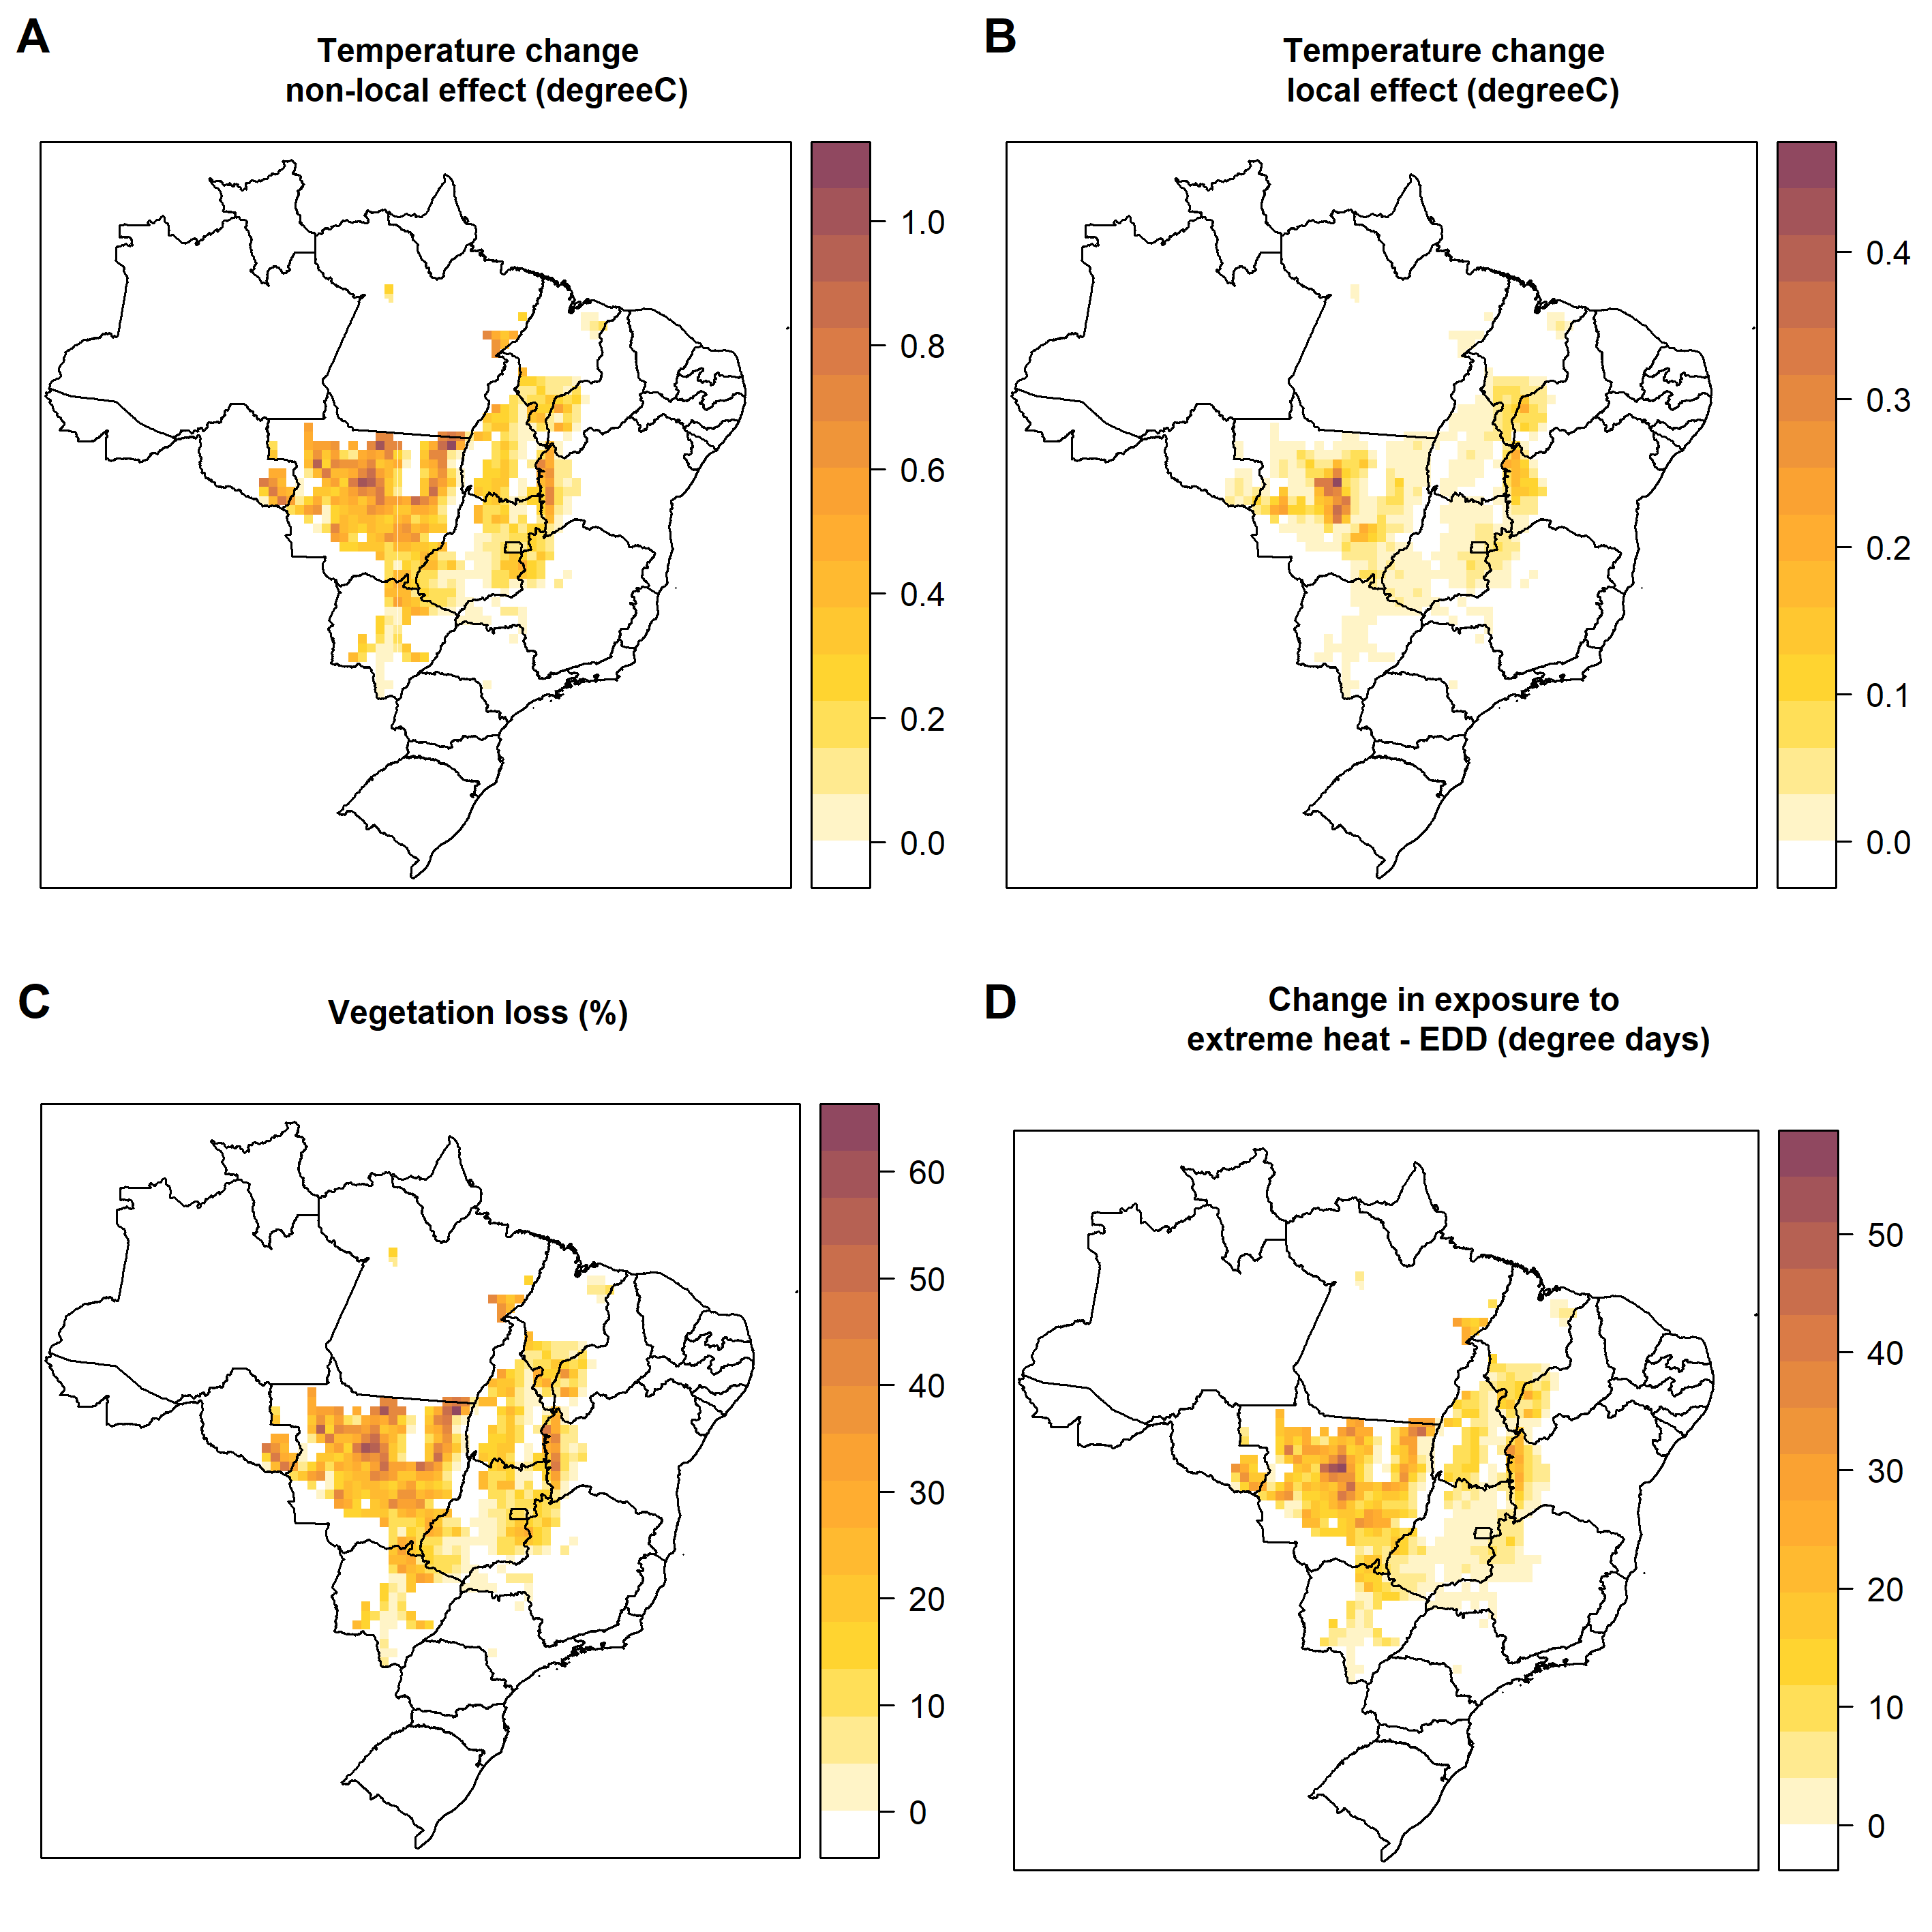 A
Temperature change
non-local effect (degreeC)
1.0
0.8
0.6
0.4
0.2
0.0
B
Temperature change
local effect (degreeC)
0.4
0.3
0.2
0.1
0.0
C
Vegetation loss (%)
60
50
40
30
20
10
0
D
Change in exposure to
extreme heat - EDD (degree days)
50
40
30
20
10
0